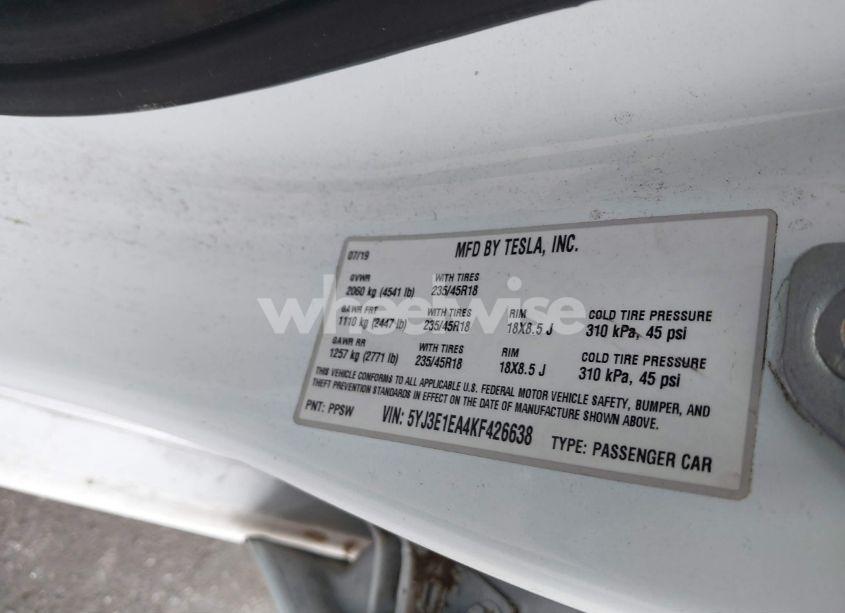 MFD BY TESLA, INC.
07/19
GVWR WITH TIRES
2060 kg (4541 lb) 235/45R18
GAWR FRT WITH TIRES RIM COLD TIRE PRESSURE
1110 kg (2447 lb) 235/45R18 18X8.5 J 310 kPa, 45 psi
GAWR RR WITH TIRES RIM COLD TIRE PRESSURE
1257 kg (2771 lb) 235/45R18 18X8.5 J 310 kPa, 45 psi
THIS VEHICLE CONFORMS TO ALL APPLICABLE U.S. FEDERAL MOTOR VEHICLE SAFETY, BUMPER, AND
THEFT PREVENTION STANDARDS IN EFFECT ON THE DATE OF MANUFACTURE SHOWN ABOVE.
PNT: PPSW VIN: 5YJ3E1EA4KF426638 TYPE: PASSENGER CAR
wheelwise